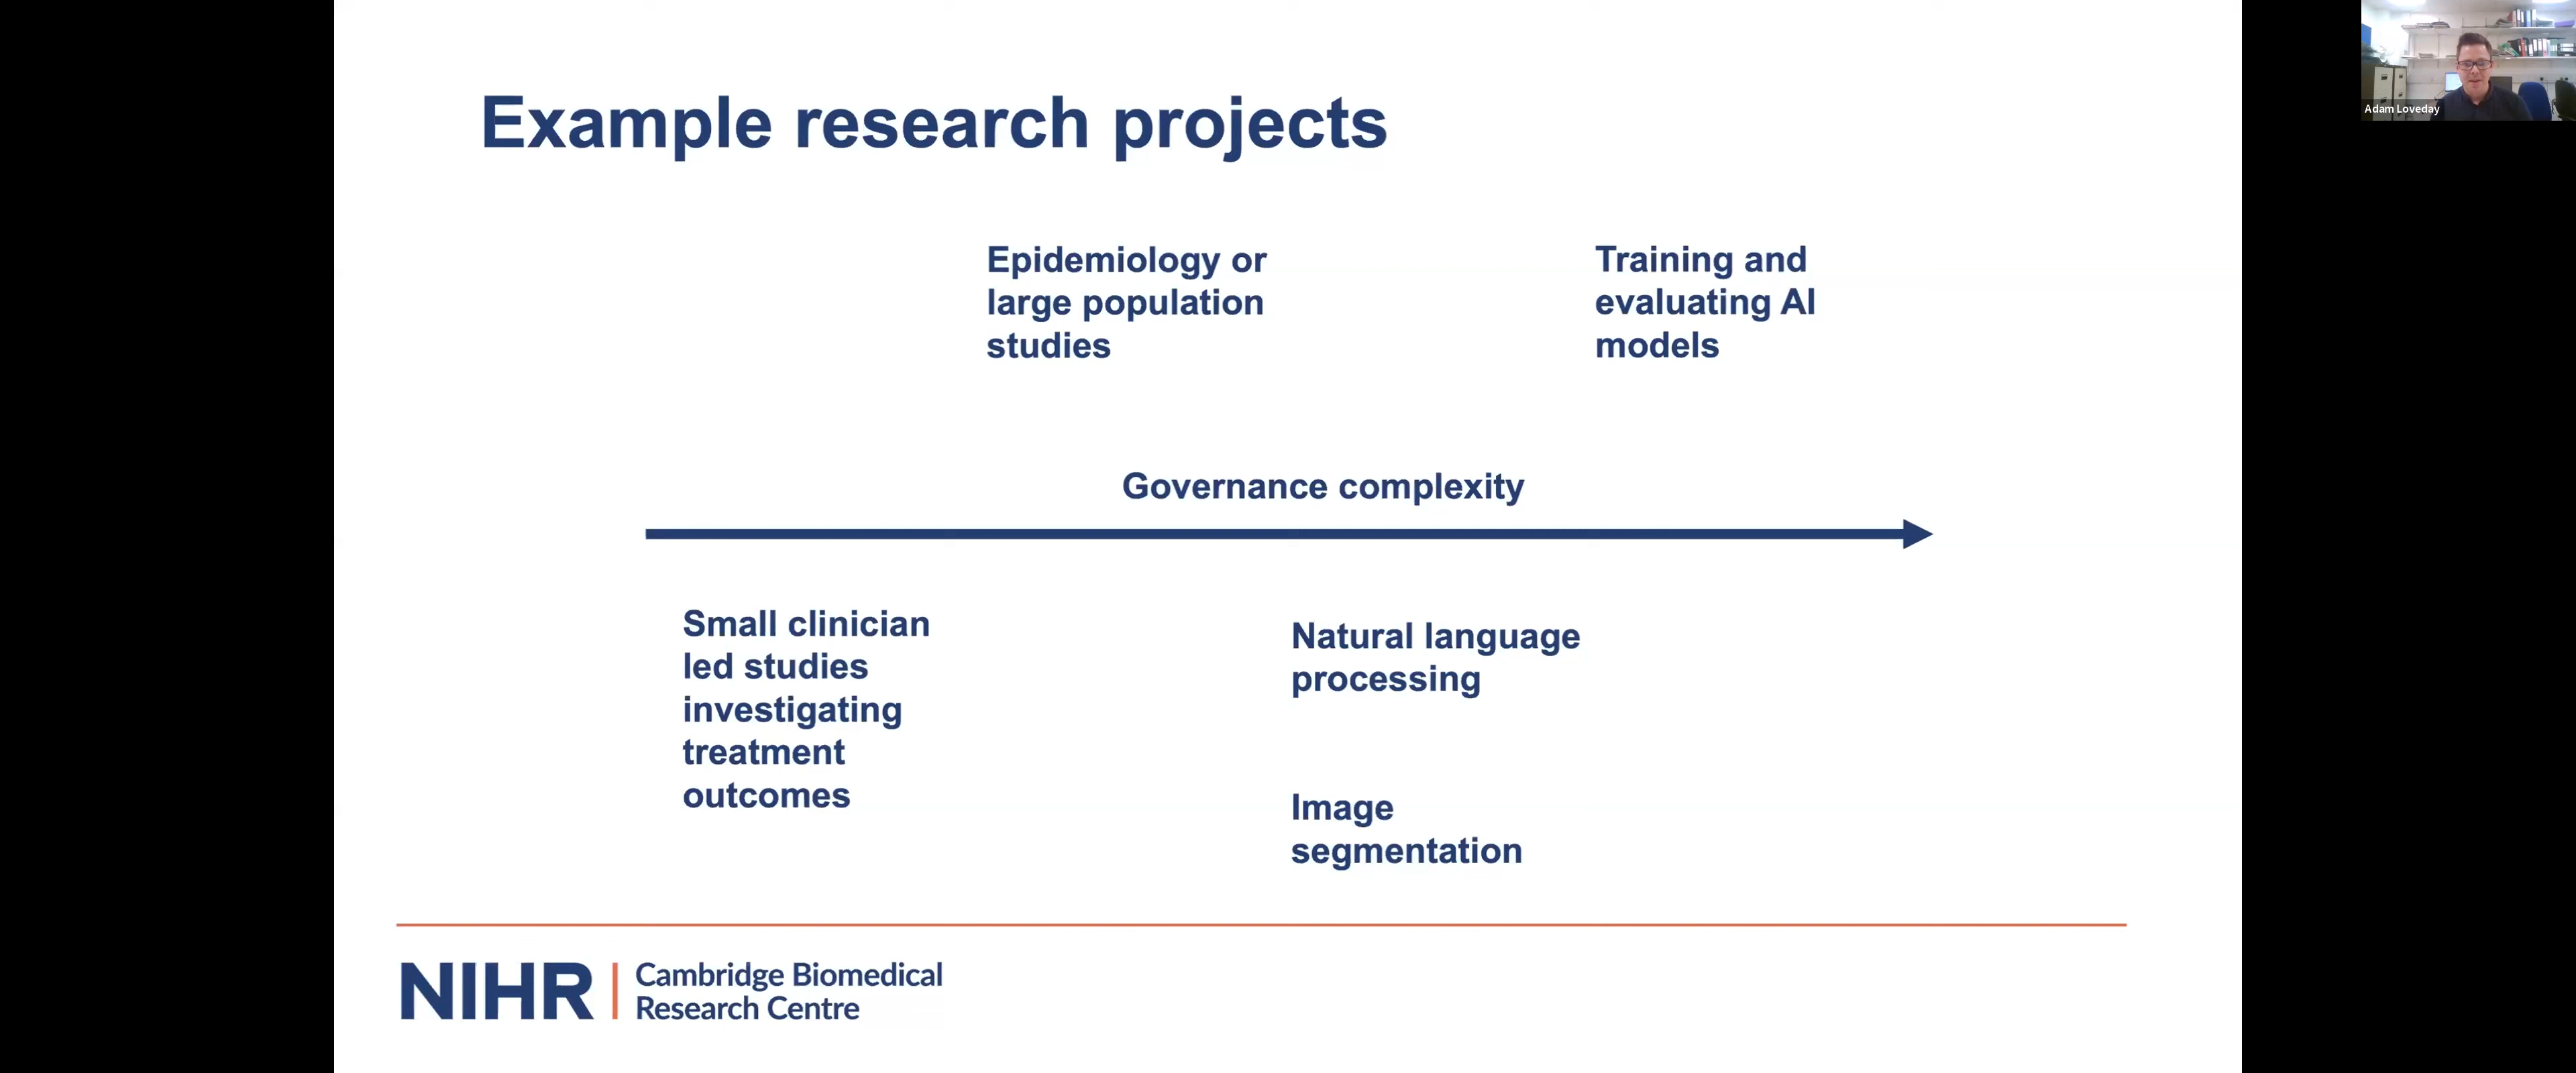 Example research projects
Epidemiology or
large population
studies
Training and
evaluating AI
models
Governance complexity
Small clinician
led studies
investigating
treatment
outcomes
Natural language
processing
Image
segmentation
NIHR
Cambridge Biomedical
Research Centre
Adam Loveday